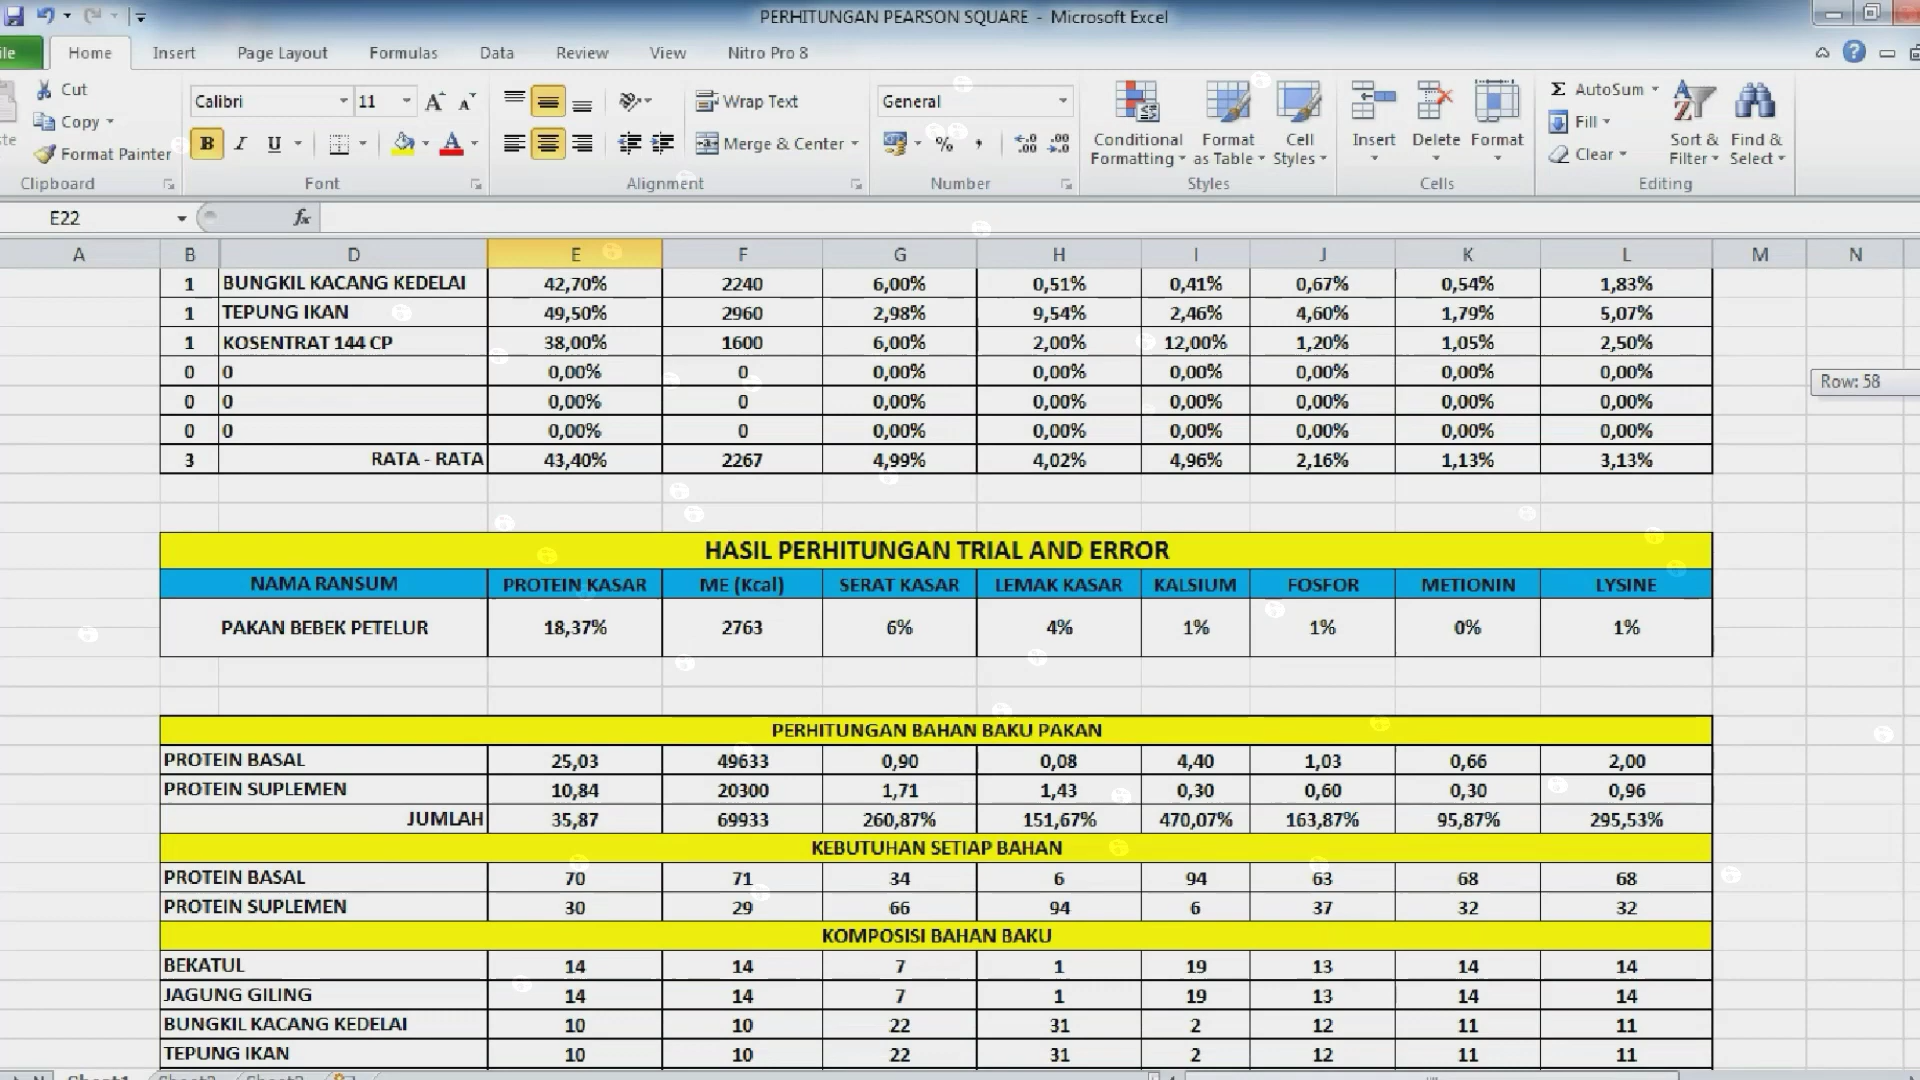 PERHITUNGAN PEARSON SQUARE - Microsoft Excel
Home Insert Page Layout Formulas Data Review View Nitro Pro 8
Cut
Copy
Format Painter
Clipboard
Calibri 11
B I U
Font
Wrap Text
Merge & Center
Alignment
General
% ,
Number
Conditional Formatting
Format as Table
Cell Styles
Styles
Insert Delete Format
Cells
Σ AutoSum
Fill
Clear
Sort & Filter
Find & Select
Editing
E22 fx
A B D E F G H I J K L M N
1 BUNGKIL KACANG KEDELAI 42,70% 2240 6,00% 0,51% 0,41% 0,67% 0,54% 1,83%
1 TEPUNG IKAN 49,50% 2960 2,98% 9,54% 2,46% 4,60% 1,79% 5,07%
1 KOSENTRAT 144 CP 38,00% 1600 6,00% 2,00% 12,00% 1,20% 1,05% 2,50%
0 0 0,00% 0 0,00% 0,00% 0,00% 0,00% 0,00% 0,00%
Row: 58
0 0 0,00% 0 0,00% 0,00% 0,00% 0,00% 0,00% 0,00%
0 0 0,00% 0 0,00% 0,00% 0,00% 0,00% 0,00% 0,00%
3 RATA - RATA 43,40% 2267 4,99% 4,02% 4,96% 2,16% 1,13% 3,13%
HASIL PERHITUNGAN TRIAL AND ERROR
NAMA RANSUM PROTEIN KASAR ME (Kcal) SERAT KASAR LEMAK KASAR KALSIUM FOSFOR METIONIN LYSINE
PAKAN BEBEK PETELUR 18,37% 2763 6% 4% 1% 1% 0% 1%
PERHITUNGAN BAHAN BAKU PAKAN
PROTEIN BASAL 25,03 49633 0,90 0,08 4,40 1,03 0,66 2,00
PROTEIN SUPLEMEN 10,84 20300 1,71 1,43 0,30 0,60 0,30 0,96
JUMLAH 35,87 69933 260,87% 151,67% 470,07% 163,87% 95,87% 295,53%
KEBUTUHAN SETIAP BAHAN
PROTEIN BASAL 70 71 34 6 94 63 68 68
PROTEIN SUPLEMEN 30 29 66 94 6 37 32 32
KOMPOSISI BAHAN BAKU
BEKATUL 14 14 7 1 19 13 14 14
JAGUNG GILING 14 14 7 1 19 13 14 14
BUNGKIL KACANG KEDELAI 10 10 22 31 2 12 11 11
TEPUNG IKAN 10 10 22 31 2 12 11 11